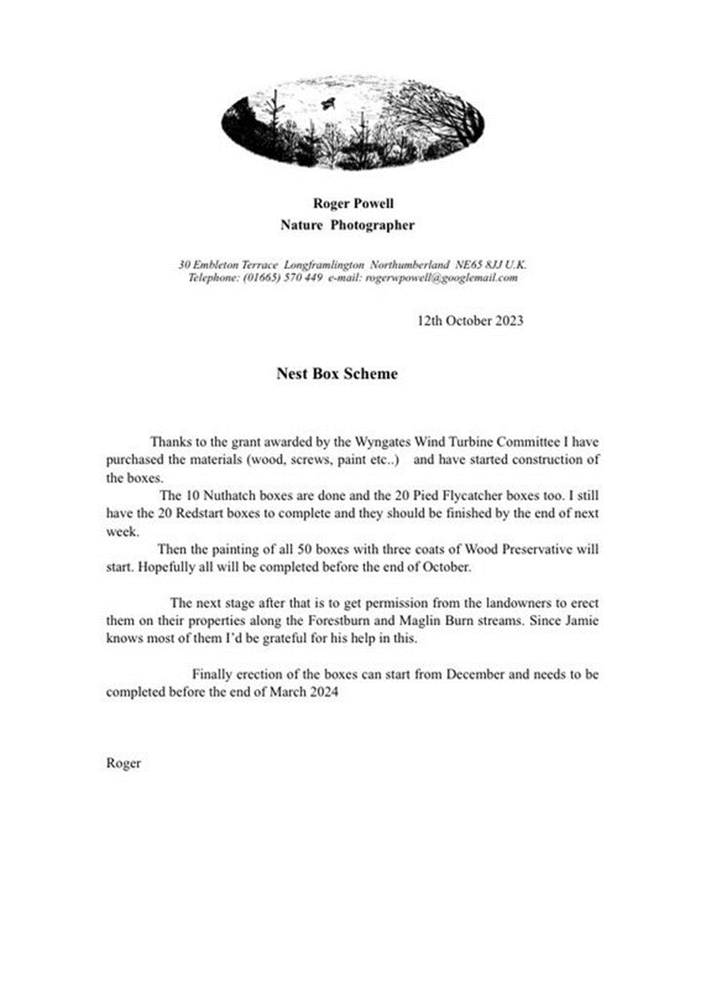 Roger Powell
Nature Photographer
30 Embleton Terrace Longframlington Northumberland NE65 8JJ U.K.
Telephone: (01665) 570 449 e-mail: rogerwpowell@googlemail.com
12th October 2023
Nest Box Scheme
Thanks to the grant awarded by the Wyngates Wind Turbine Committee I have
purchased the materials (wood, screws, paint etc..) and have started construction of
the boxes.
The 10 Nuthatch boxes are done and the 20 Pied Flycatcher boxes too. I still
have the 20 Redstart boxes to complete and they should be finished by the end of next
week.
Then the painting of all 50 boxes with three coats of Wood Preservative will
start. Hopefully all will be completed before the end of October.
The next stage after that is to get permission from the landowners to erect
them on their properties along the Forestburn and Maglin Burn streams. Since Jamie
knows most of them I’d be grateful for his help in this.
Finally erection of the boxes can start from December and needs to be
completed before the end of March 2024
Roger